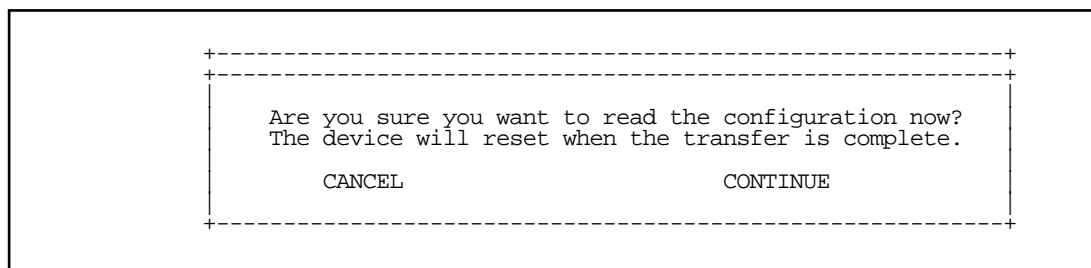 +-----------------------------------------------------------+
+-----------------------------------------------------------+
Are you sure you want to read the configuration now?
The device will reset when the transfer is complete.
CANCEL CONTINUE
+-----------------------------------------------------------+